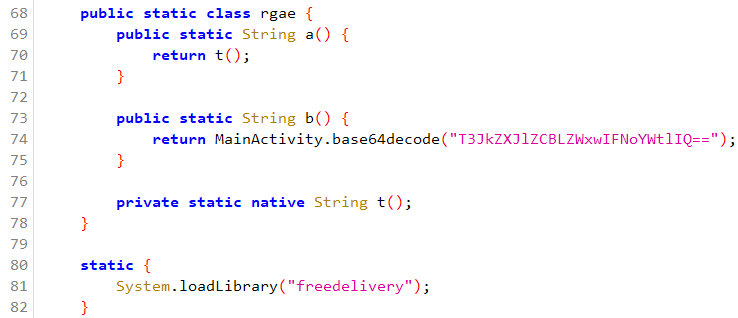 68 public static class rgae {
69 public static String a() {
70 return t();
71 }
72
73 public static String b() {
74 return MainActivity.base64decode("T3JkZXJlZCBLZWxwIFNoYWtlIQ==");
75 }
76
77 private static native String t();
78 }
79
80 static {
81 System.loadLibrary("freedelivery");
82 }